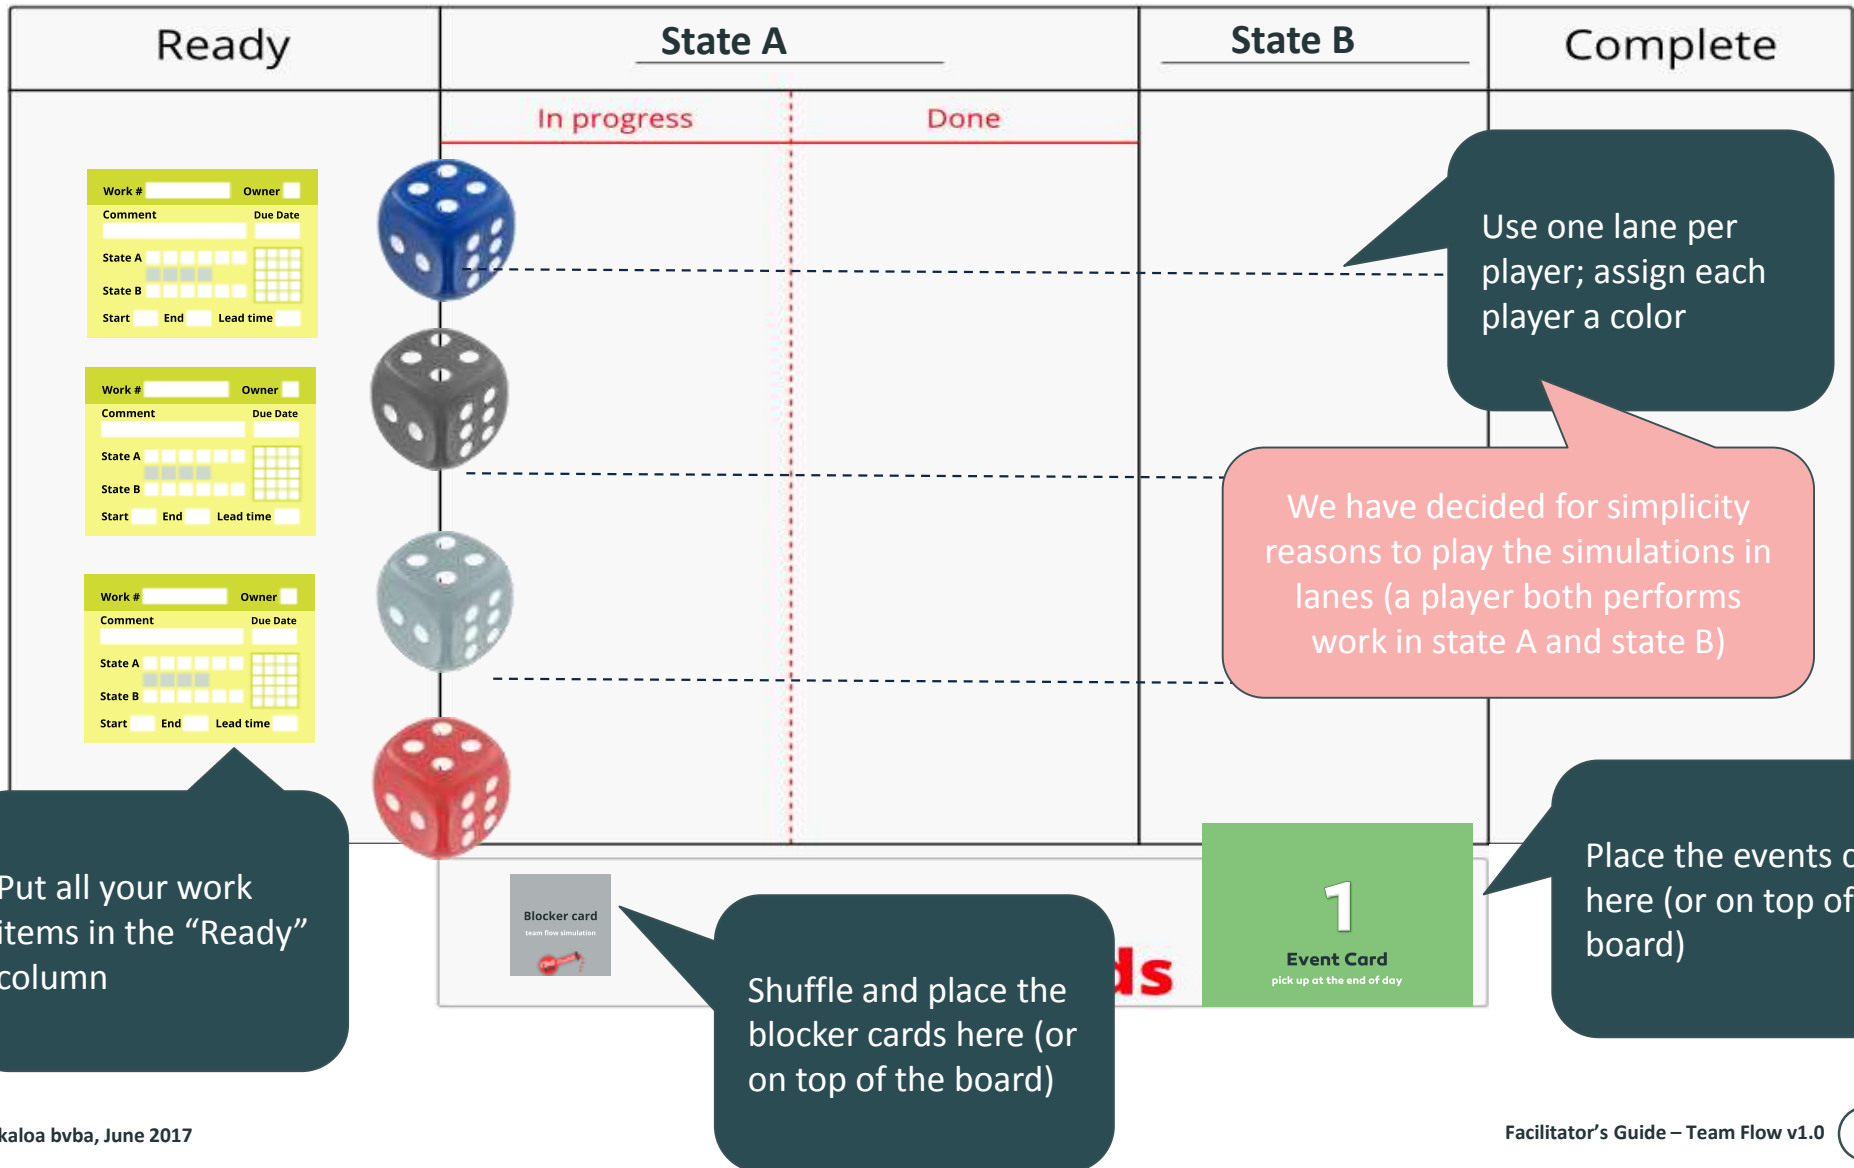 Ready
State A
State B
Complete
In progress
Done
Work # Owner
Comment Due Date
State A
State B
Start End Lead time
Work # Owner
Comment Due Date
State A
State B
Start End Lead time
Work # Owner
Comment Due Date
State A
State B
Start End Lead time
Use one lane per
player; assign each
player a color
We have decided for simplicity
reasons to play the simulations in
lanes (a player both performs
work in state A and state B)
Put all your work
items in the “Ready”
column
Blocker card
team flow simulation
Shuffle and place the
blocker cards here (or
on top of the board)
ds
1
Event Card
pick up at the end of day
Place the events
here (or on top of
board)
kaloa bvba, June 2017
Facilitator’s Guide – Team Flow v1.0